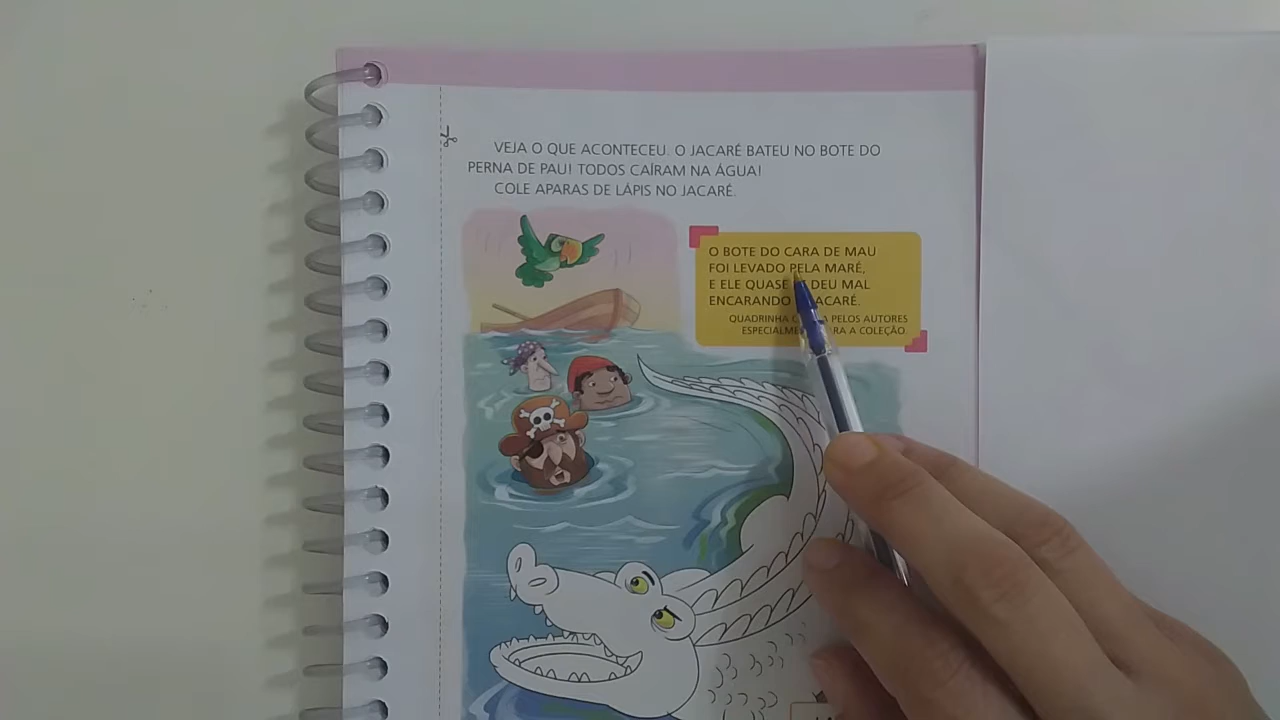 VEJA O QUE ACONTECEU. O JACARÉ BATEU NO BOTE DO
PERNA DE PAU! TODOS CAÍRAM NA ÁGUA!
COLE APARAS DE LÁPIS NO JACARÉ.
O BOTE DO CARA DE MAU
FOI LEVADO PELA MARÉ,
E ELE QUASE DEU MAL
ENCARANDO JACARÉ.
QUADRINHA PELOS AUTORES
A COLEÇÃO.